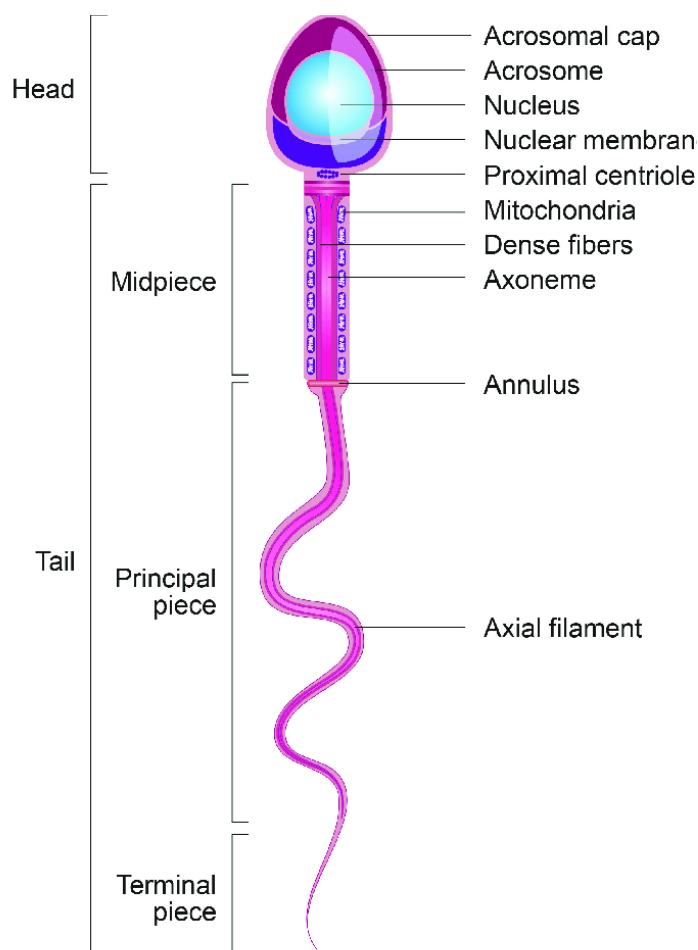 Head
Acrosomal cap
Acrosome
Nucleus
Nuclear membran
Proximal centriole
Mitochondria
Dense fibers
Axoneme
Midpiece
Annulus
Tail
Principal
piece
Axial filament
Terminal
piece